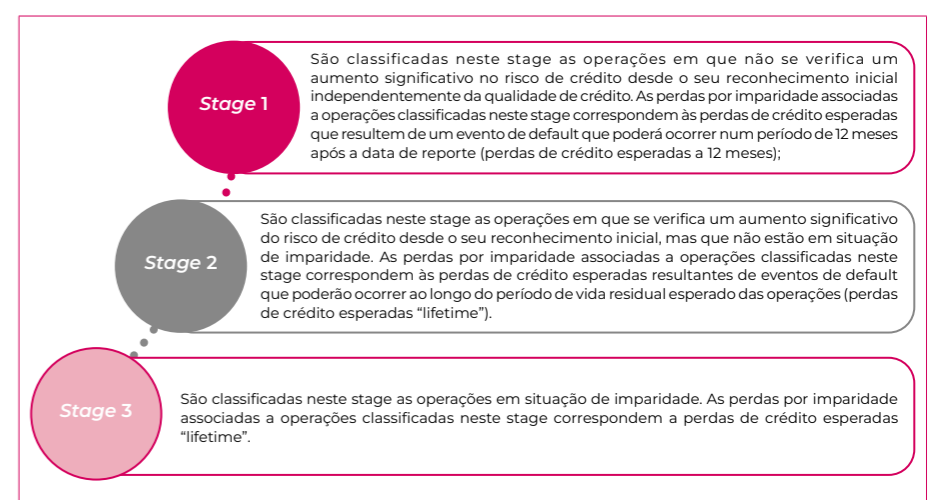 Stage 1
São classificadas neste stage as operações em que não se verifica um
aumento significativo no risco de crédito desde o seu reconhecimento inicial
independentemente da qualidade de crédito. As perdas por imparidade associadas
a operações classificadas neste stage correspondem às perdas de crédito esperadas
que resultem de um evento de default que poderá ocorrer num período de 12 meses
após a data de reporte (perdas de crédito esperadas a 12 meses);
Stage 2
São classificadas neste stage as operações em que se verifica um aumento significativo
do risco de crédito desde o seu reconhecimento inicial, mas que não estão em situação
de imparidade. As perdas por imparidade associadas a operações classificadas neste
stage correspondem às perdas de crédito esperadas resultantes de eventos de default
que poderão ocorrer ao longo do período de vida residual esperado das operações (perdas
de crédito esperadas “lifetime”).
Stage 3
São classificadas neste stage as operações em situação de imparidade. As perdas por imparidade
associadas a operações classificadas neste stage correspondem a perdas de crédito esperadas
“lifetime”.